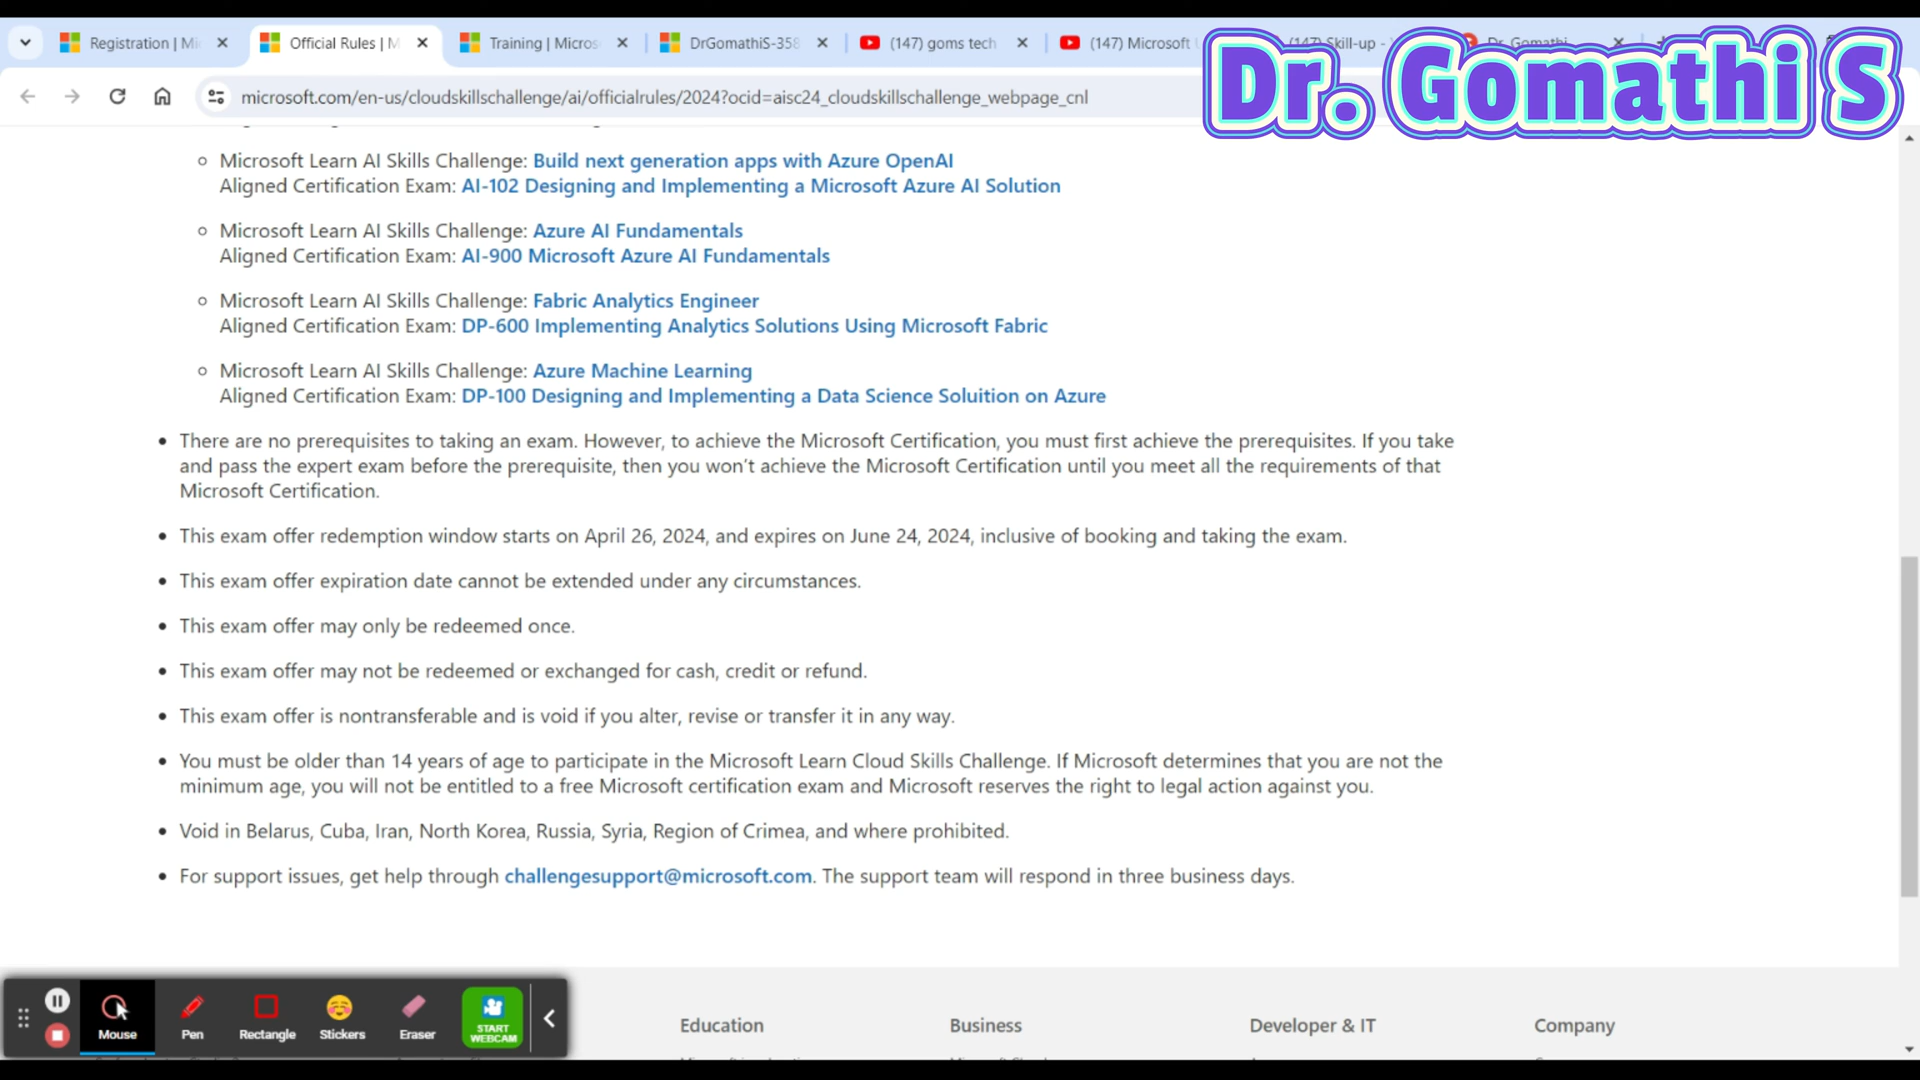 Registration | Mi
Official Rules | M
Training | Micros
DrGomathiS-358
(147) goms tech
(147) Microsoft
(147) Skill-up -
Dr. Gomathi
Dr. Gomathi S
microsoft.com/en-us/cloudskillschallenge/ai/officialrules/2024?ocid=aisc24_cloudskillschallenge_webpage_cnl
Microsoft Learn AI Skills Challenge: Build next generation apps with Azure OpenAI
Aligned Certification Exam: AI-102 Designing and Implementing a Microsoft Azure AI Solution
Microsoft Learn AI Skills Challenge: Azure AI Fundamentals
Aligned Certification Exam: AI-900 Microsoft Azure AI Fundamentals
Microsoft Learn AI Skills Challenge: Fabric Analytics Engineer
Aligned Certification Exam: DP-600 Implementing Analytics Solutions Using Microsoft Fabric
Microsoft Learn AI Skills Challenge: Azure Machine Learning
Aligned Certification Exam: DP-100 Designing and Implementing a Data Science Soluition on Azure
There are no prerequisites to taking an exam. However, to achieve the Microsoft Certification, you must first achieve the prerequisites. If you take
and pass the expert exam before the prerequisite, then you won't achieve the Microsoft Certification until you meet all the requirements of that
Microsoft Certification.
This exam offer redemption window starts on April 26, 2024, and expires on June 24, 2024, inclusive of booking and taking the exam.
This exam offer expiration date cannot be extended under any circumstances.
This exam offer may only be redeemed once.
This exam offer may not be redeemed or exchanged for cash, credit or refund.
This exam offer is nontransferable and is void if you alter, revise or transfer it in any way.
You must be older than 14 years of age to participate in the Microsoft Learn Cloud Skills Challenge. If Microsoft determines that you are not the
minimum age, you will not be entitled to a free Microsoft certification exam and Microsoft reserves the right to legal action against you.
Void in Belarus, Cuba, Iran, North Korea, Russia, Syria, Region of Crimea, and where prohibited.
For support issues, get help through challengesupport@microsoft.com. The support team will respond in three business days.
Mouse
Pen
Rectangle
Stickers
Eraser
START
WEBCAM
Education
Business
Developer & IT
Company